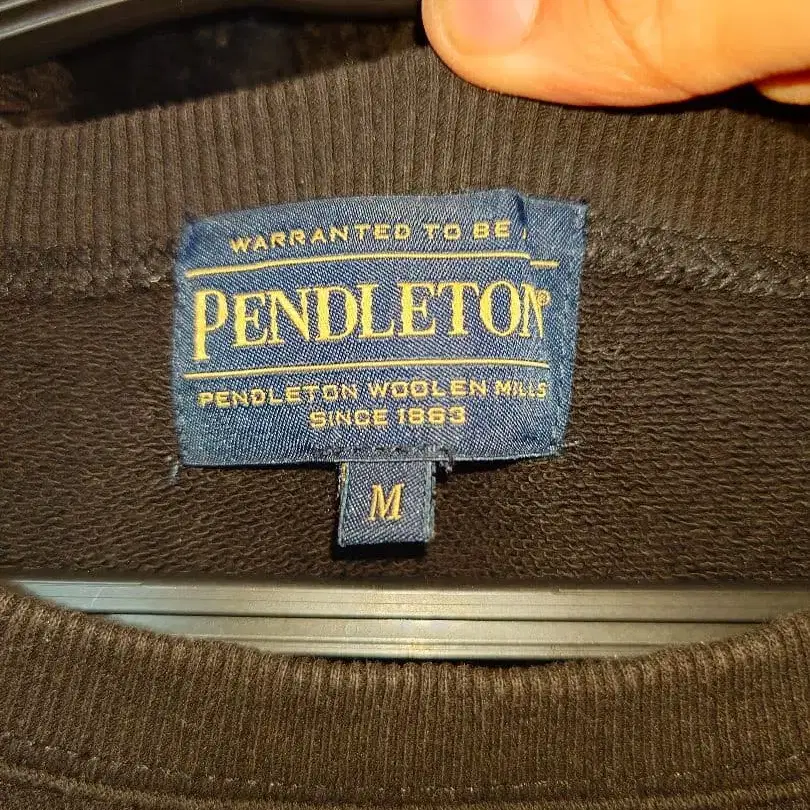 WARRANTED TO BE
PENDLETON®
PENDLETON WOOLEN MILLS
SINCE 1863
M